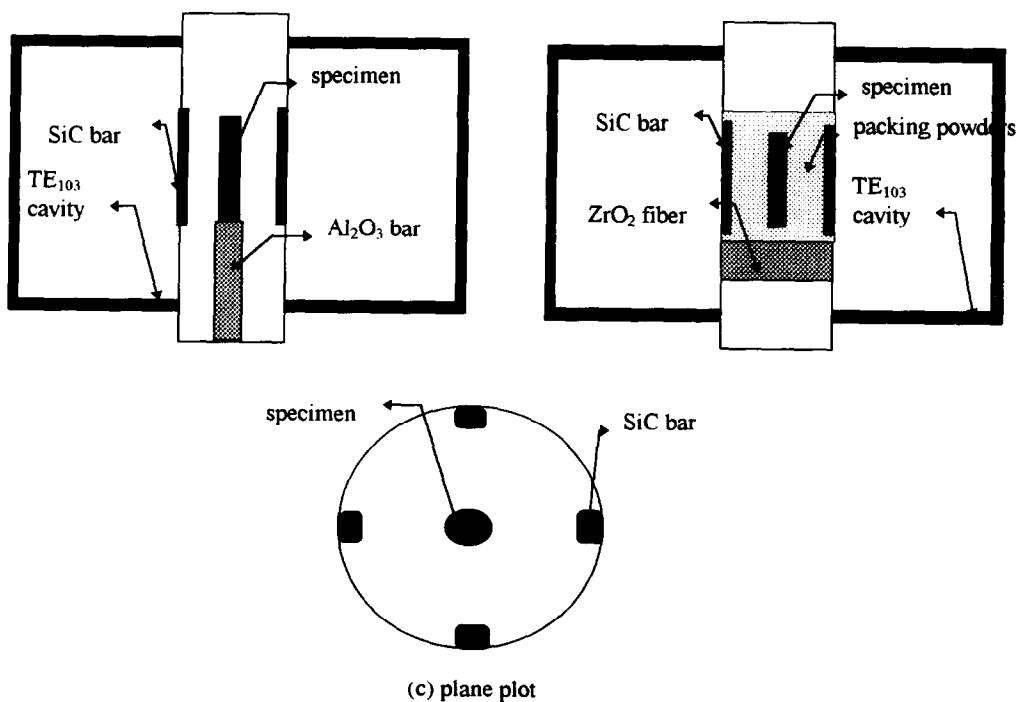 specimen
SiC bar
TE₁₀₃
cavity
Al₂O₃ bar
specimen
SiC bar
packing powders
TE₁₀₃
cavity
ZrO₂ fiber
specimen
SiC bar
(c) plane plot